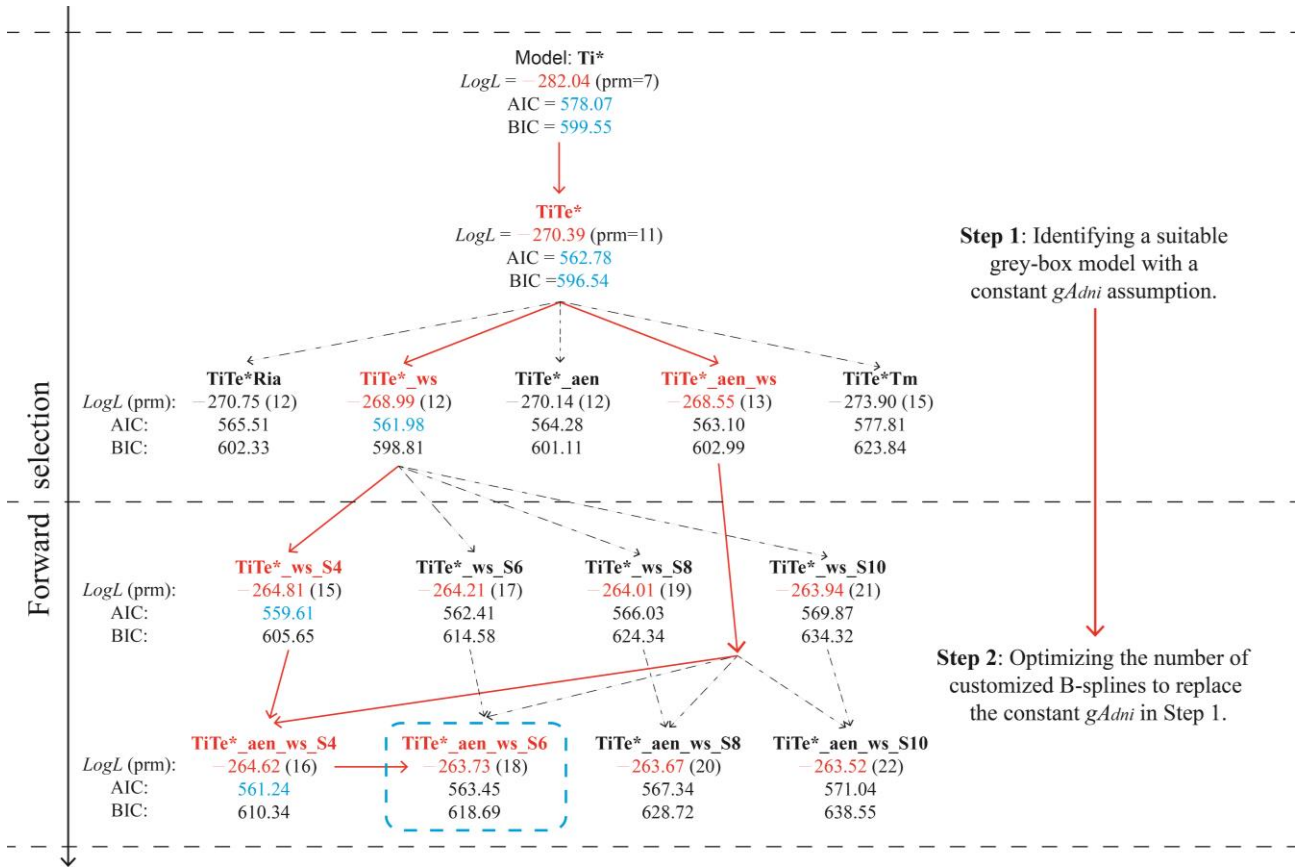 Model: Ti*
LogL = −282.04 (prm=7)
AIC = 578.07
BIC = 599.55
TiTe*
LogL = −270.39 (prm=11)
AIC = 562.78
BIC =596.54
Step 1: Identifying a suitable
grey-box model with a
constant gAdni assumption.
TiTe*Ria TiTe*_ws TiTe*_aen TiTe*_aen_ws TiTe*Tm
LogL (prm): −270.75 (12) −268.99 (12) −270.14 (12) −268.55 (13) −273.90 (15)
AIC: 565.51 561.98 564.28 563.10 577.81
BIC: 602.33 598.81 601.11 602.99 623.84
Forward selection
TiTe*_ws_S4 TiTe*_ws_S6 TiTe*_ws_S8 TiTe*_ws_S10
LogL (prm): −264.81 (15) −264.21 (17) −264.01 (19) −263.94 (21)
AIC: 559.61 562.41 566.03 569.87
BIC: 605.65 614.58 624.34 634.32
Step 2: Optimizing the number of
customized B-splines to replace
the constant gAdni in Step 1.
TiTe*_aen_ws_S4 TiTe*_aen_ws_S6 TiTe*_aen_ws_S8 TiTe*_aen_ws_S10
LogL (prm): −264.62 (16) −263.73 (18) −263.67 (20) −263.52 (22)
AIC: 561.24 563.45 567.34 571.04
BIC: 610.34 618.69 628.72 638.55